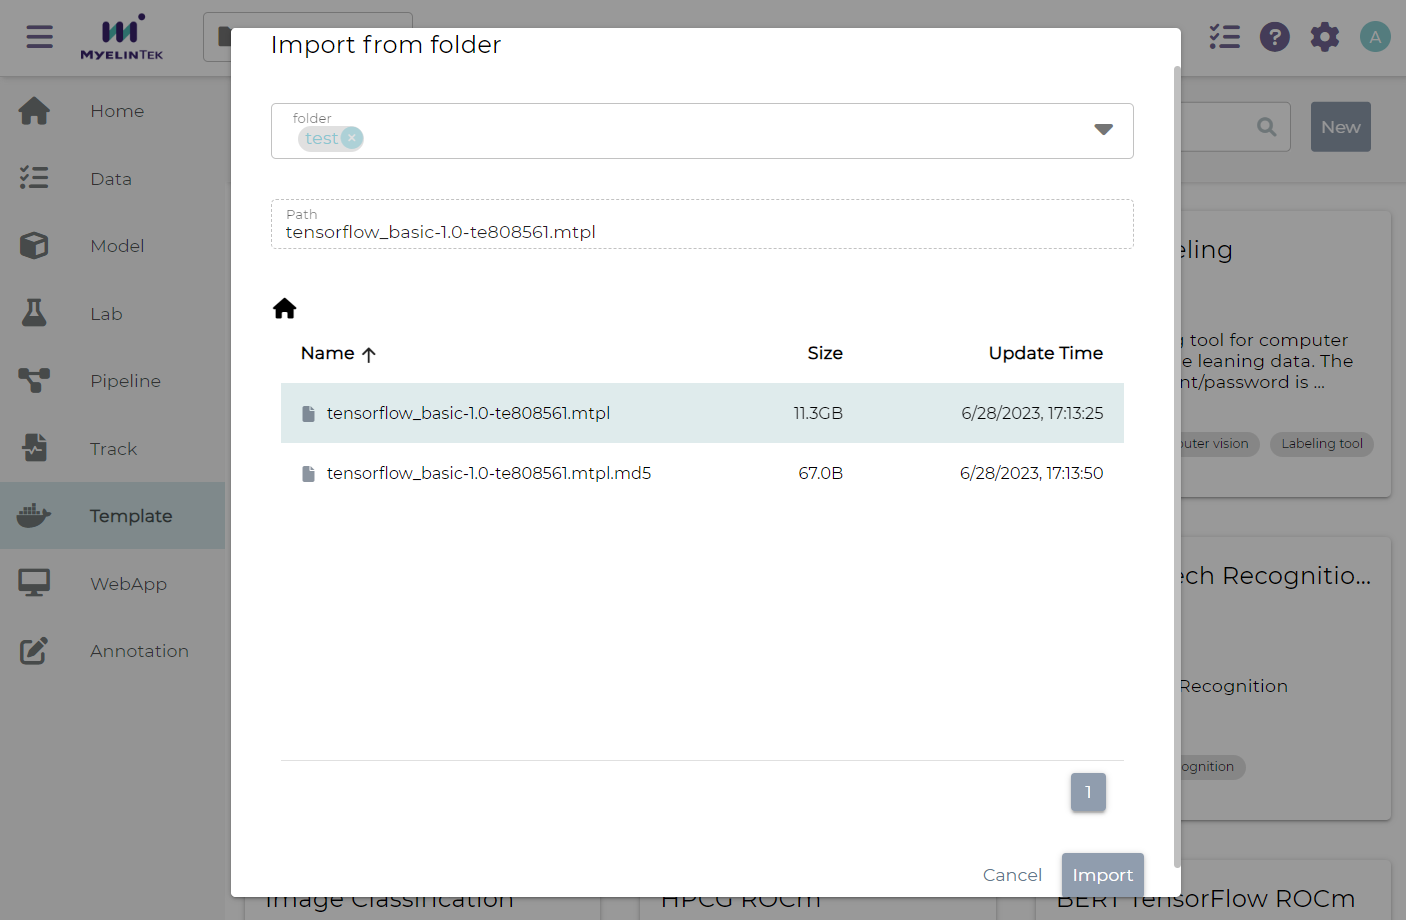 MYELINTEK
A
Import from folder
Home
folder
test
New
Data
Path
tensorflow_basic-1.0-te808561.mtpl
Model
eling
Lab
Name Size Update Time
g tool for computer
e leaning data. The
nt/password is ...
Pipeline
tensorflow_basic-1.0-te808561.mtpl 11.3GB 6/28/2023, 17:13:25
Track
puter vision Labeling tool
tensorflow_basic-1.0-te808561.mtpl.md5 67.0B 6/28/2023, 17:13:50
Template
WebApp
ech Recognitio...
Annotation
Recognition
ognition
1
Cancel Import
Image Classification HPCG ROCm BERT TensorFlow ROCm